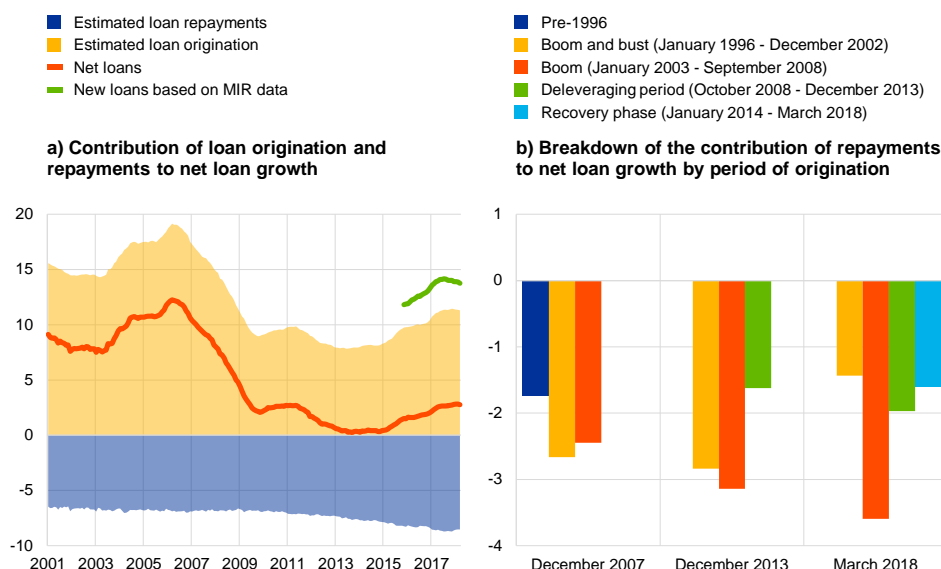 Estimated loan repayments
Estimated loan origination
Net loans
New loans based on MIR data
Pre-1996
Boom and bust (January 1996 - December 2002)
Boom (January 2003 - September 2008)
Deleveraging period (October 2008 - December 2013)
Recovery phase (January 2014 - March 2018)
a) Contribution of loan origination and
repayments to net loan growth
b) Breakdown of the contribution of repayments
to net loan growth by period of origination
20
15
10
5
0
-5
-10
2001 2003 2005 2007 2009 2011 2013 2015 2017
1
0
-1
-2
-3
-4
December 2007 December 2013 March 2018